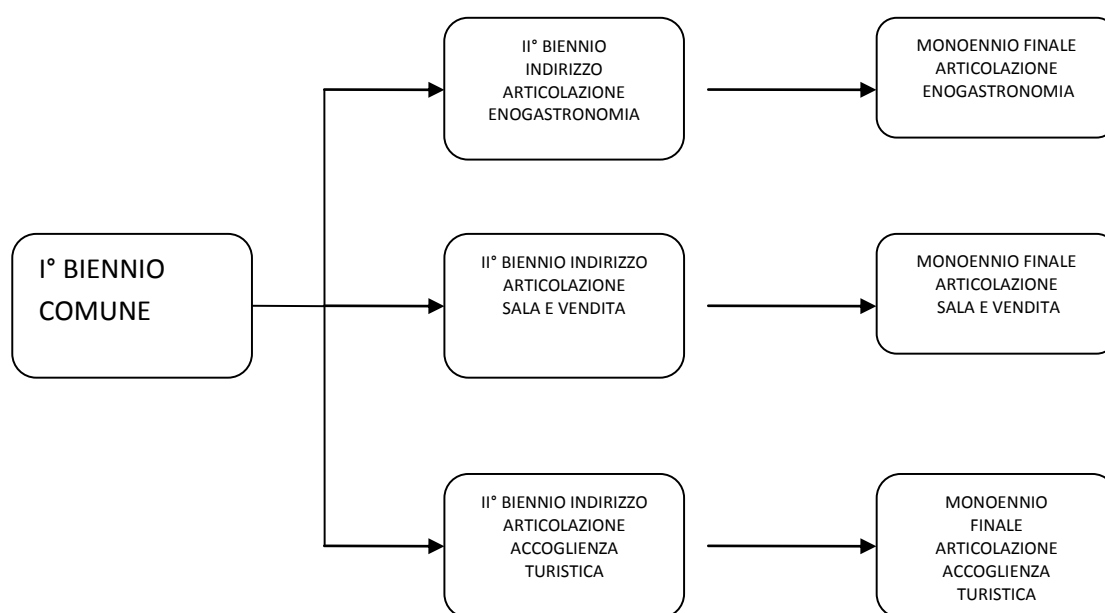 II° BIENNIO
INDIRIZZO
ARTICOLAZIONE
ENOGASTRONOMIA
MONOENNIO FINALE
ARTICOLAZIONE
ENOGASTRONOMIA
I° BIENNIO
COMUNE
II° BIENNIO INDIRIZZO
ARTICOLAZIONE
SALA E VENDITA
MONOENNIO FINALE
ARTICOLAZIONE
SALA E VENDITA
II° BIENNIO INDIRIZZO
ARTICOLAZIONE
ACCOGLIENZA
TURISTICA
MONOENNIO
FINALE
ARTICOLAZIONE
ACCOGLIENZA
TURISTICA